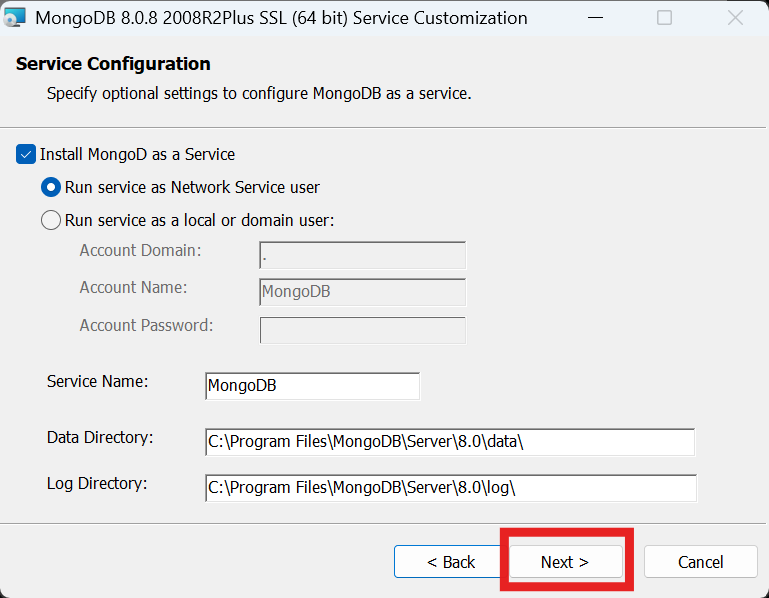 MongoDB 8.0.8 2008R2Plus SSL (64 bit) Service Customization
Service Configuration
Specify optional settings to configure MongoDB as a service.
Install MongoD as a Service
Run service as Network Service user
Run service as a local or domain user:
Account Domain: .
Account Name: MongoDB
Account Password:
Service Name: MongoDB
Data Directory: C:\Program Files\MongoDB\Server\8.0\data\
Log Directory: C:\Program Files\MongoDB\Server\8.0\log\
< Back Next > Cancel